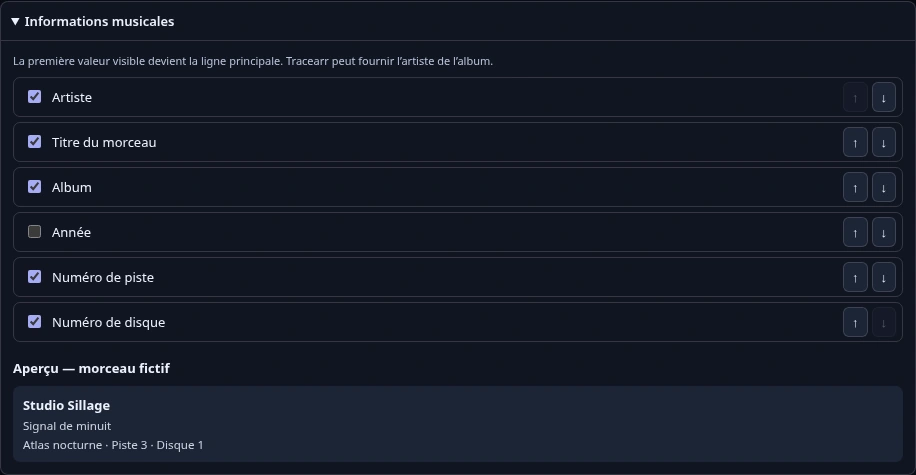 ▼ Informations musicales
La première valeur visible devient la ligne principale. Tracearr peut fournir l’artiste de l’album.
Artiste ↑ ↓
Titre du morceau ↑ ↓
Album ↑ ↓
Année ↑ ↓
Numéro de piste ↑ ↓
Numéro de disque ↑ ↓
Aperçu — morceau fictif
Studio Sillage
Signal de minuit
Atlas nocturne · Piste 3 · Disque 1